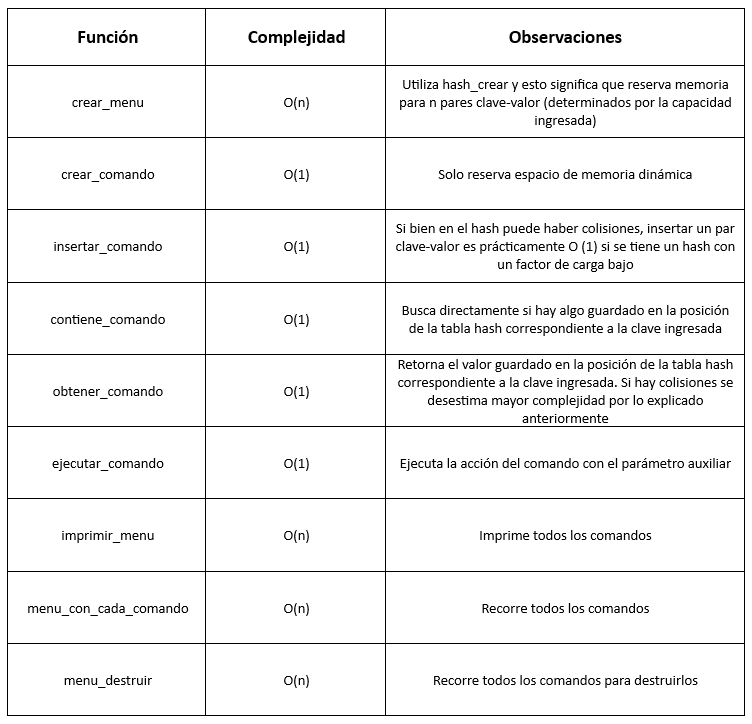 Función Complejidad Observaciones
crear_menu O(n) Utiliza hash_crear y esto significa que reserva memoria
para n pares clave-valor (determinados por la capacidad
ingresada)
crear_comando O(1) Solo reserva espacio de memoria dinámica
insertar_comando O(1) Si bien en el hash puede haber colisiones, insertar un par
clave-valor es prácticamente O (1) si se tiene un hash con
un factor de carga bajo
contiene_comando O(1) Busca directamente si hay algo guardado en la posición
de la tabla hash correspondiente a la clave ingresada
obtener_comando O(1) Retorna el valor guardado en la posición de la tabla hash
correspondiente a la clave ingresada. Si hay colisiones se
desestima mayor complejidad por lo explicado
anteriormente
ejecutar_comando O(1) Ejecuta la acción del comando con el parámetro auxiliar
imprimir_menu O(n) Imprime todos los comandos
menu_con_cada_comando O(n) Recorre todos los comandos
menu_destruir O(n) Recorre todos los comandos para destruirlos